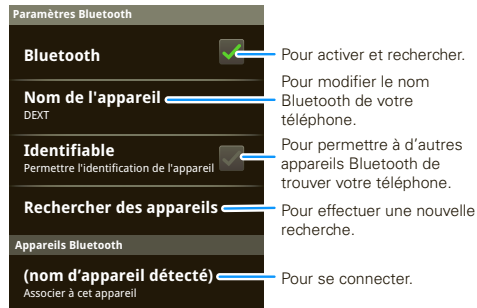 Paramètres Bluetooth
Bluetooth
Pour activer et rechercher.
Nom de l'appareil
DEXT
Pour modifier le nom
Bluetooth de votre
téléphone.
Identifiable
Permettre l'identification de l'appareil
Pour permettre à d’autres
appareils Bluetooth de
trouver votre téléphone.
Rechercher des appareils
Pour effectuer une nouvelle
recherche.
Appareils Bluetooth
(nom d’appareil détecté)
Associer à cet appareil
Pour se connecter.